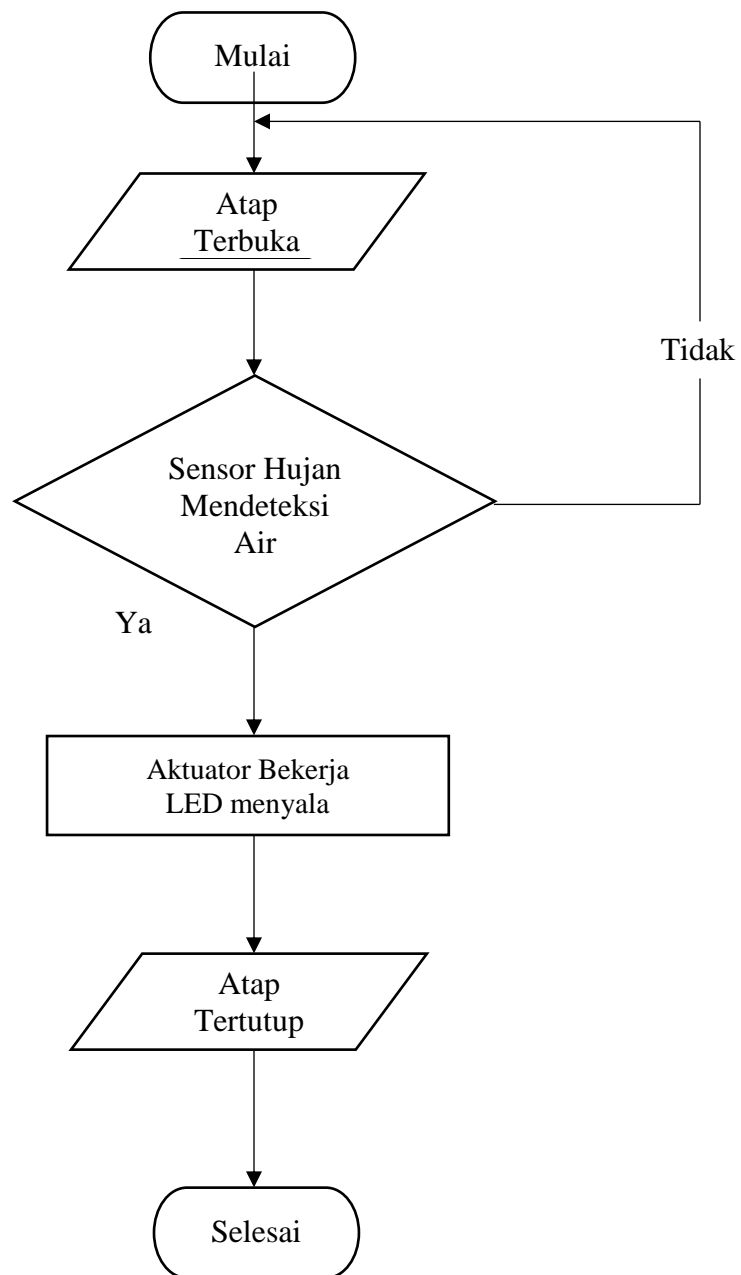 Mulai
Atap
Terbuka
Tidak
Sensor Hujan
Mendeteksi
Air
Ya
Aktuator Bekerja
LED menyala
Atap
Tertutup
Selesai